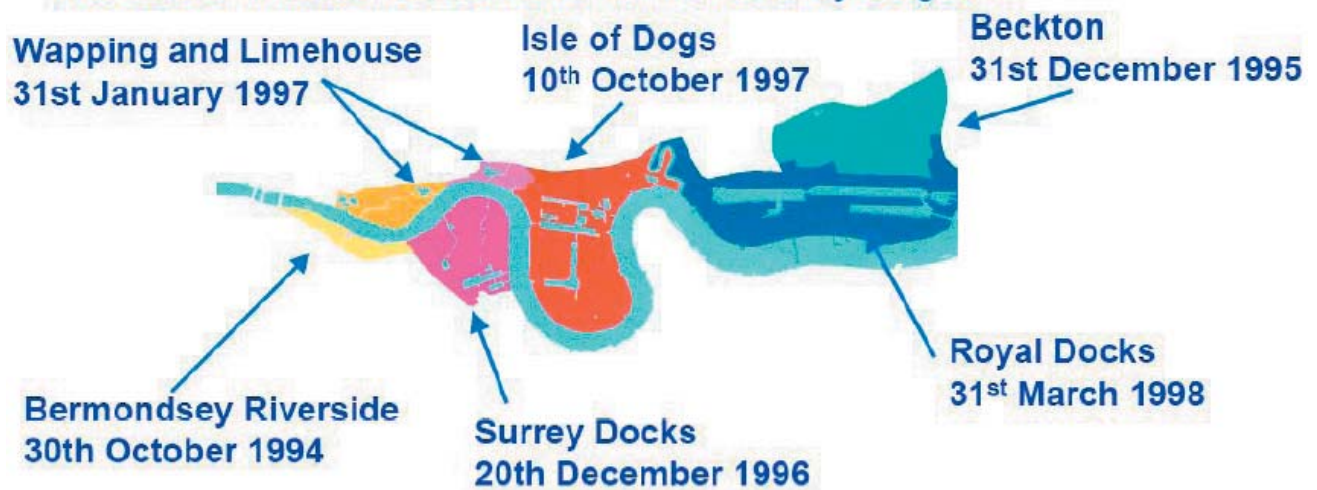 Wapping and Limehouse
31st January 1997
Isle of Dogs
10th October 1997
Beckton
31st December 1995
Bermondsey Riverside
30th October 1994
Surrey Docks
20th December 1996
Royal Docks
31st March 1998